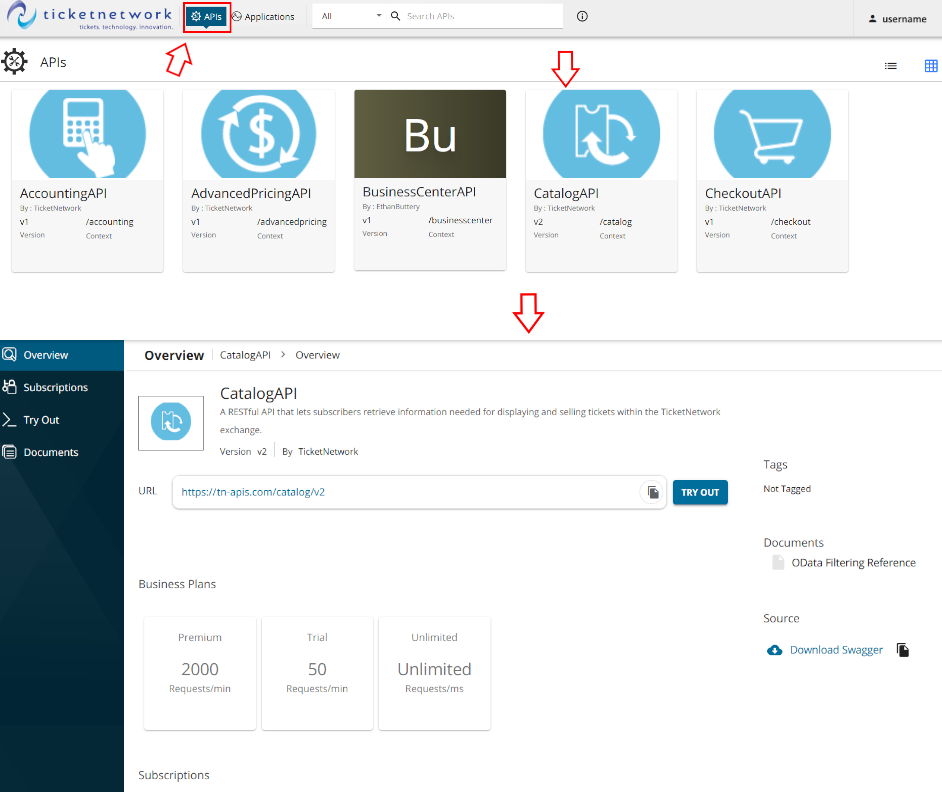 ticketnetwork
tickets. technology. innovation.
APIs
Applications
All
Search APIs
username
APIs
Bu
AccountingAPI
By : TicketNetwork
v1 /accounting
Version Context
AdvancedPricingAPI
By : TicketNetwork
v1 /advancedpricing
Version Context
BusinessCenterAPI
By : EthanButtery
v1 /businesscenter
Version Context
CatalogAPI
By : TicketNetwork
v2 /catalog
Version Context
CheckoutAPI
By : TicketNetwork
v1 /checkout
Version Context
Overview
Subscriptions
Try Out
Documents
Overview CatalogAPI > Overview
CatalogAPI
A RESTful API that lets subscribers retrieve information needed for displaying and selling tickets within the TicketNetwork
exchange.
Version v2 By TicketNetwork
URL https://tn-apis.com/catalog/v2 TRY OUT
Business Plans
Premium
2000
Requests/min
Trial
50
Requests/min
Unlimited
Unlimited
Requests/ms
Subscriptions
Tags
Not Tagged
Documents
OData Filtering Reference
Source
Download Swagger